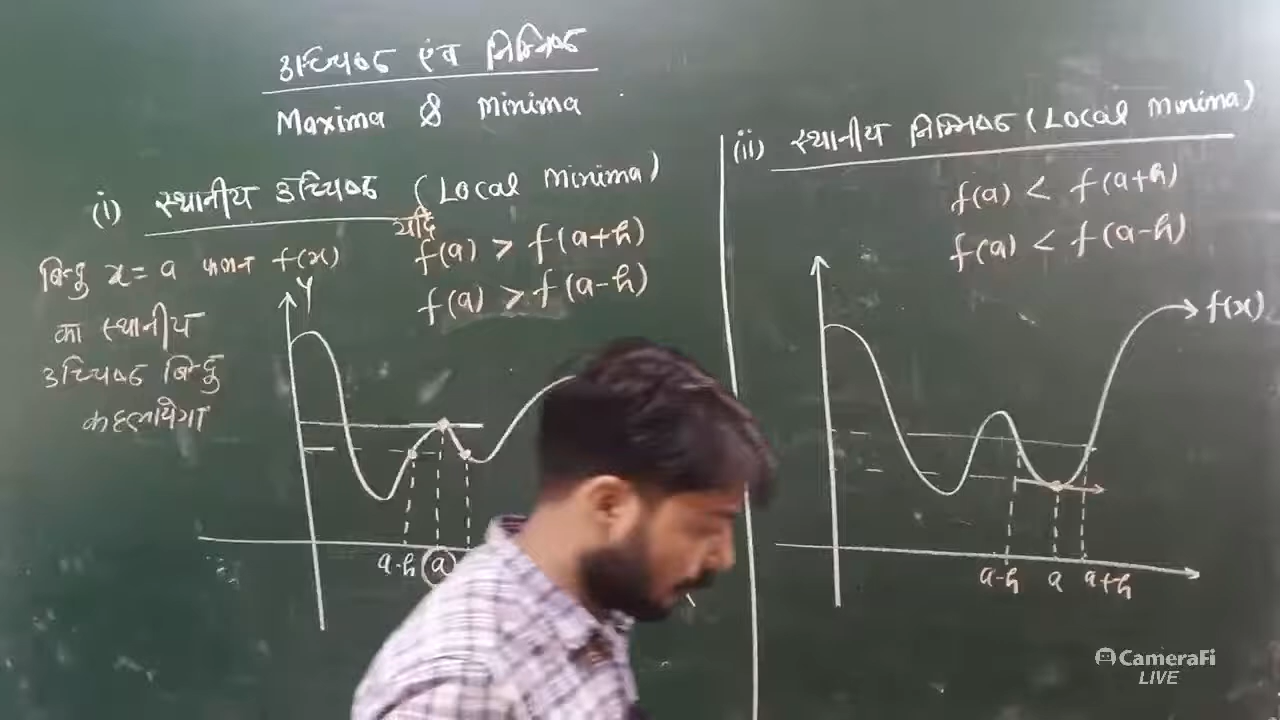 उच्चिष्ठ एवं निम्निष्ठ
Maxima & Minima
(i) स्थानीय उच्चिष्ठ (Local Minima)
यदि
बिन्दु x = a फलन f(x)
का स्थानीय
उच्चिष्ठ बिन्दु
कहलायेगा
f(a) > f(a+h)
f(a) > f(a-h)
Y
a-h a
(ii) स्थानीय निम्निष्ठ (Local Minima)
f(a) < f(a+h)
f(a) < f(a-h)
f(x)
a-h a a+h
CameraFi
LIVE